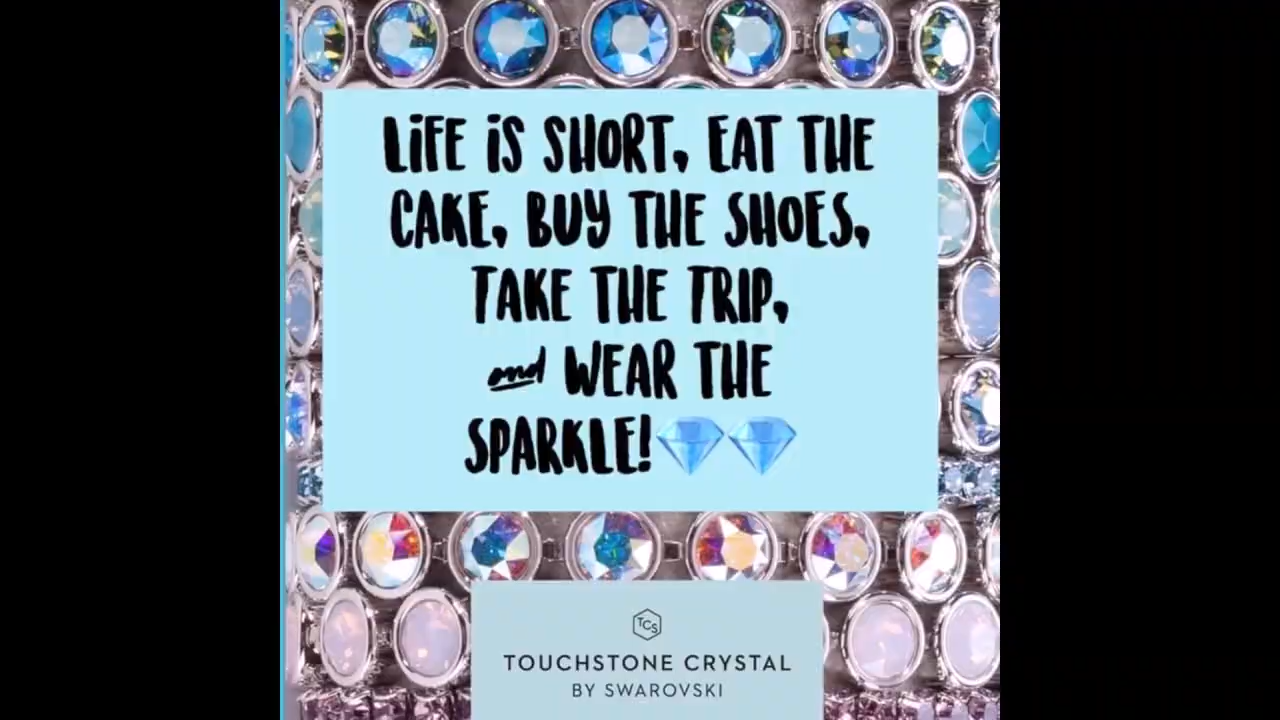 LiFE iS SHORT, EAT THE
CAKE, BUY THE SHOES,
TAKE THE TRIP,
and WEAR THE
SPARKLE!💎💎
TCS
TOUCHSTONE CRYSTAL
BY SWAROVSKI